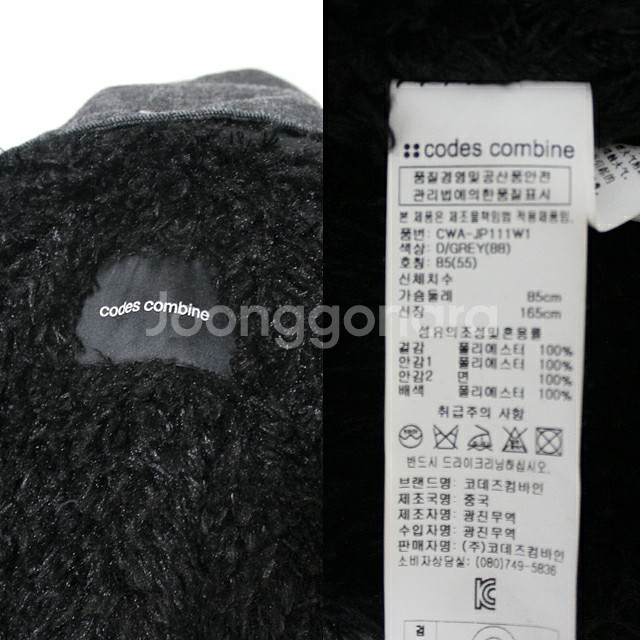 codes combine
Joonggonara
codes combine
품질경영및공산품안전
관리법에의한품질표시
본 제품은 제조물책임법 적용제품임.
품번: CWA-JP111W1
색상: D/GREY(88)
호칭: 85(55)
신체치수
가슴둘레 85cm
신장 165cm
섬유의조성및혼용률
겉감 폴리에스터 100%
안감1 폴리에스터 100%
안감2 면 100%
배색 폴리에스터 100%
취급주의 사항
반드시 드라이크리닝하십시오.
브랜드명: 코데즈컴바인
제조국명: 중국
제조자명: 광진무역
수입자명: 광진무역
판매자명: (주)코데즈컴바인
소비자상담실: (080)749-5836